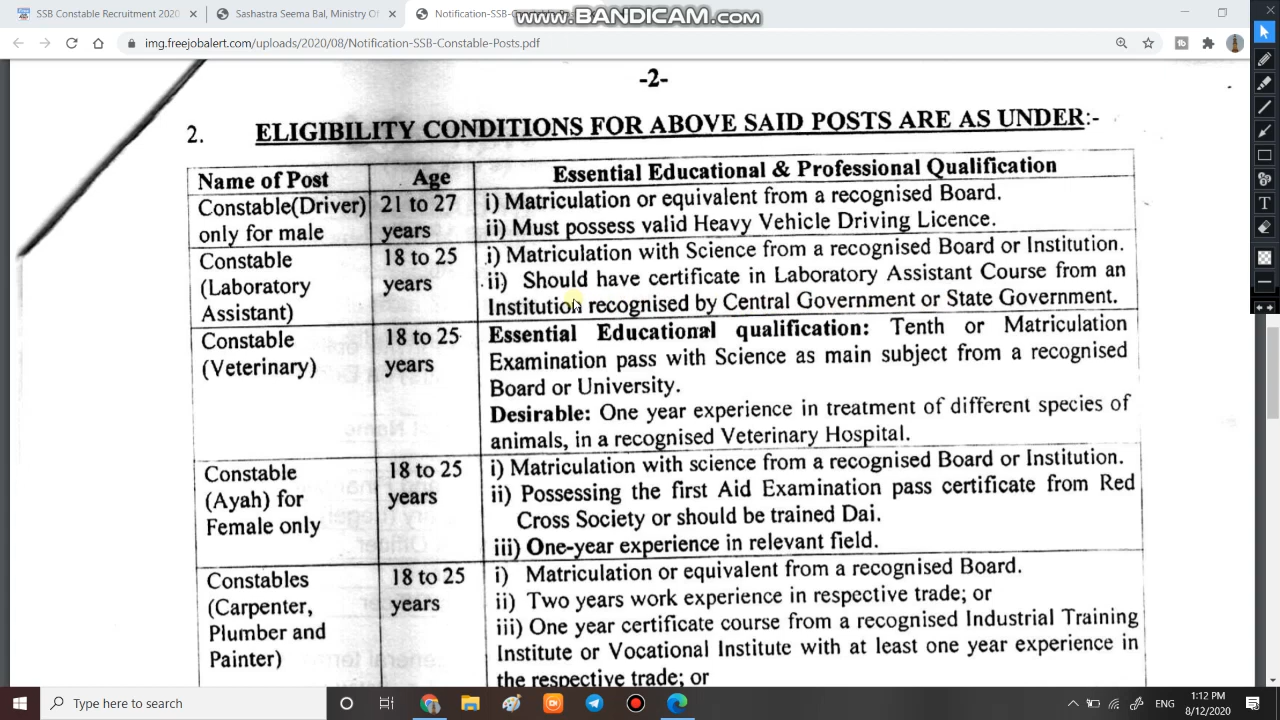 SSB Constable Recruitment 2020
Sashastra Seema Bal, Ministry Of
Notification-SSB-C
www.BANDICAM.com
img.freejobalert.com/uploads/2020/08/Notification-SSB-Constable-Posts.pdf
-2-
2. ELIGIBILITY CONDITIONS FOR ABOVE SAID POSTS ARE AS UNDER:-
Name of Post Age Essential Educational & Professional Qualification
Constable(Driver) 21 to 27 i) Matriculation or equivalent from a recognised Board.
only for male years ii) Must possess valid Heavy Vehicle Driving Licence.
Constable 18 to 25 i) Matriculation with Science from a recognised Board or Institution.
(Laboratory years ii) Should have certificate in Laboratory Assistant Course from an
Assistant) Institution recognised by Central Government or State Government.
Constable 18 to 25 Essential Educational qualification: Tenth or Matriculation
(Veterinary) years Examination pass with Science as main subject from a recognised
Board or University.
Desirable: One year experience in treatment of different species of
animals, in a recognised Veterinary Hospital.
Constable 18 to 25 i) Matriculation with science from a recognised Board or Institution.
(Ayah) for years ii) Possessing the first Aid Examination pass certificate from Red
Female only Cross Society or should be trained Dai.
iii) One-year experience in relevant field.
Constables 18 to 25 i) Matriculation or equivalent from a recognised Board.
(Carpenter, years ii) Two years work experience in respective trade; or
Plumber and iii) One year certificate course from a recognised Industrial Training
Painter) Institute or Vocational Institute with at least one year experience in
the respective trade; or
Type here to search
ENG
1:12 PM
8/12/2020